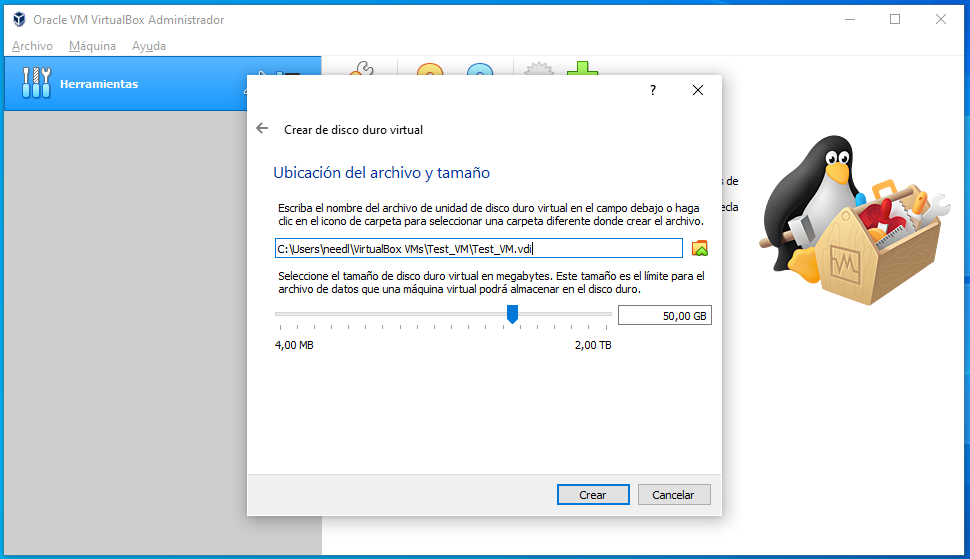 Oracle VM VirtualBox Administrador
Archivo Máquina Ayuda
Herramientas
?
Crear de disco duro virtual
Ubicación del archivo y tamaño
s de
Escriba el nombre del archivo de unidad de disco duro virtual en el campo debajo o haga
ecla
clic en el icono de carpeta para seleccionar una carpeta diferente donde crear el archivo.
C:\Users\needl\VirtualBox VMs\Test_VM\Test_VM.vdi
Seleccione el tamaño de disco duro virtual en megabytes. Este tamaño es el límite para el
archivo de datos que una máquina virtual podrá almacenar en el disco duro.
50,00 GB
4,00 MB 2,00 TB
Crear Cancelar